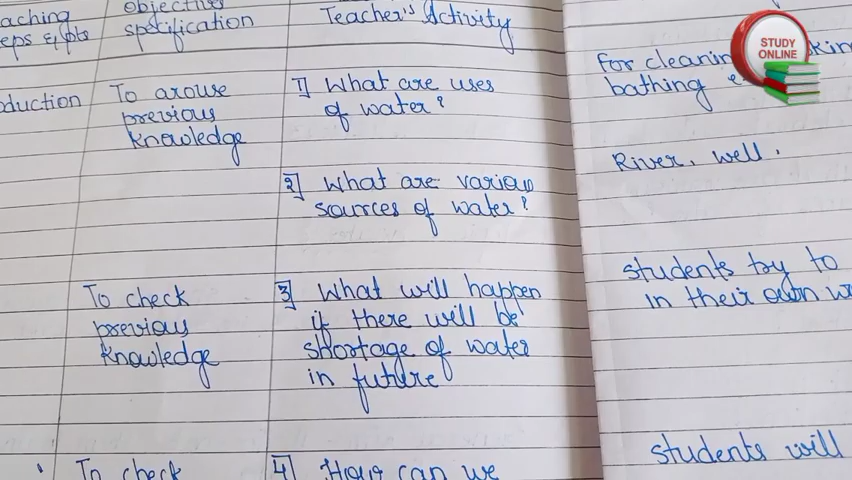 aching
eps & pts
objective
specification
Teacher's Activity
oduction
To arouse
previous
knowledge
1] What are uses
of water?
2] What are various
sources of water?
To check
previous
knowledge
3] What will happen
if there will be
shortage of water
in future
To check
4] How can we
for cleanin
bathing
River, well.
students try to
in their own
students will
STUDY
ONLINE